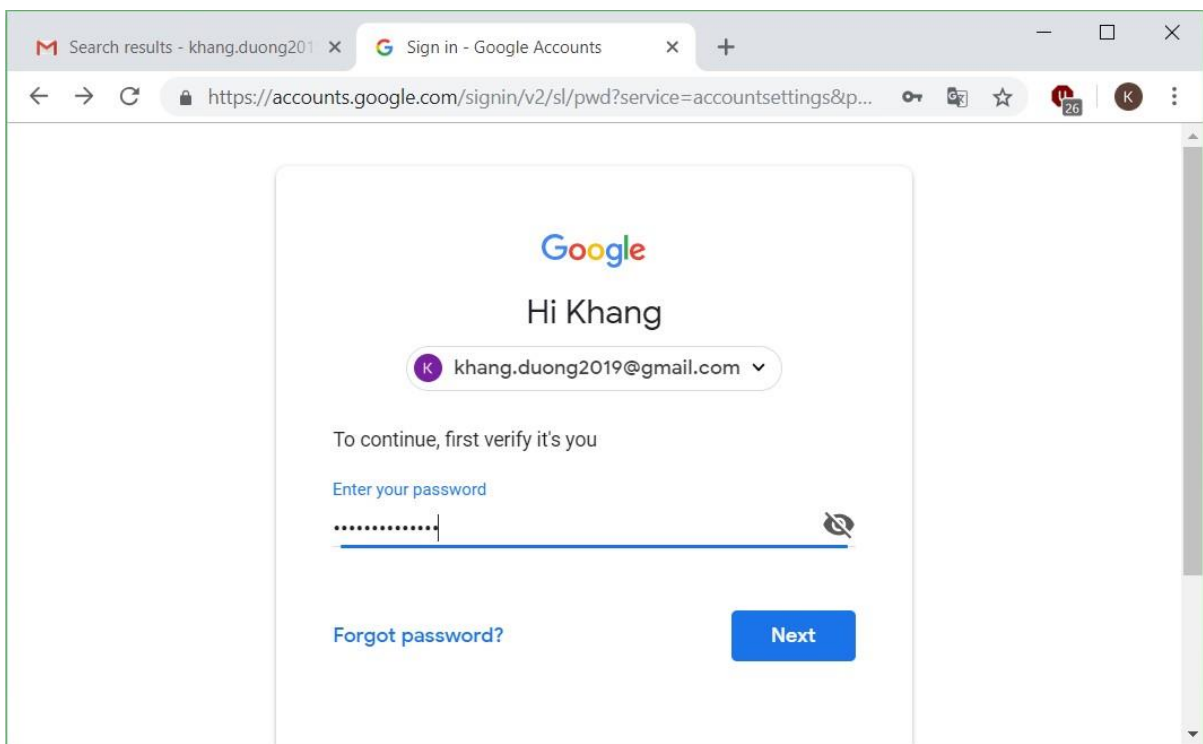 Search results - khang.duong201
Sign in - Google Accounts
https://accounts.google.com/signin/v2/sl/pwd?service=accountsettings&p...
26
K
Google
Hi Khang
K khang.duong2019@gmail.com
To continue, first verify it's you
Enter your password
••••••••••••••
Forgot password?
Next